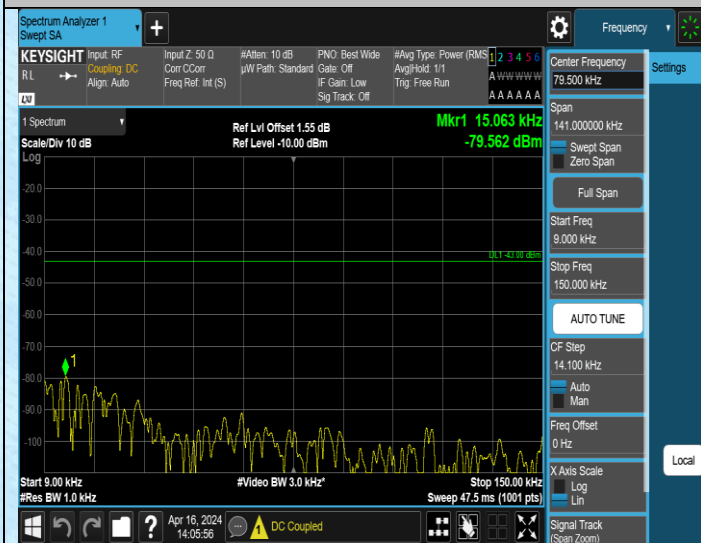 Spectrum Analyzer 1
Swept SA
Frequency
Settings
KEYSIGHT
RL
LXI
Input: RF
Coupling: DC
Align: Auto
Input Z: 50 Ω
Corr CCorr
Freq Ref: Int (S)
#Atten: 10 dB
µW Path: Standard
PNO: Best Wide
Gate: Off
IF Gain: Low
Sig Track: Off
#Avg Type: Power (RMS
Avg|Hold: 1/1
Trig: Free Run
1 2 3 4 5 6
A W W W W W
A A A A A A
1 Spectrum
Scale/Div 10 dB
Log
Ref Lvl Offset 1.55 dB
Ref Level -10.00 dBm
Mkr1 15.063 kHz
-79.562 dBm
-20.0
-30.0
-40.0
-50.0
-60.0
-70.0
-80.0
-90.0
-100
DL1 -43.00 dBm
1
Start 9.00 kHz
#Res BW 1.0 kHz
#Video BW 3.0 kHz*
Stop 150.00 kHz
Sweep 47.5 ms (1001 pts)
Center Frequency
79.500 kHz
Span
141.000000 kHz
Swept Span
Zero Span
Full Span
Start Freq
9.000 kHz
Stop Freq
150.000 kHz
AUTO TUNE
CF Step
14.100 kHz
Auto
Man
Freq Offset
0 Hz
X Axis Scale
Log
Lin
Signal Track
(Span Zoom)
Local
?
Apr 16, 2024
14:05:56
1
DC Coupled